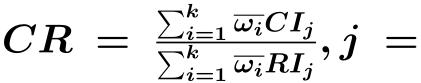 CR = \frac{\sum_{i=1}^{k} \overline{\omega_i} CI_j}{\sum_{i=1}^{k} \overline{\omega_i} RI_j}, j =